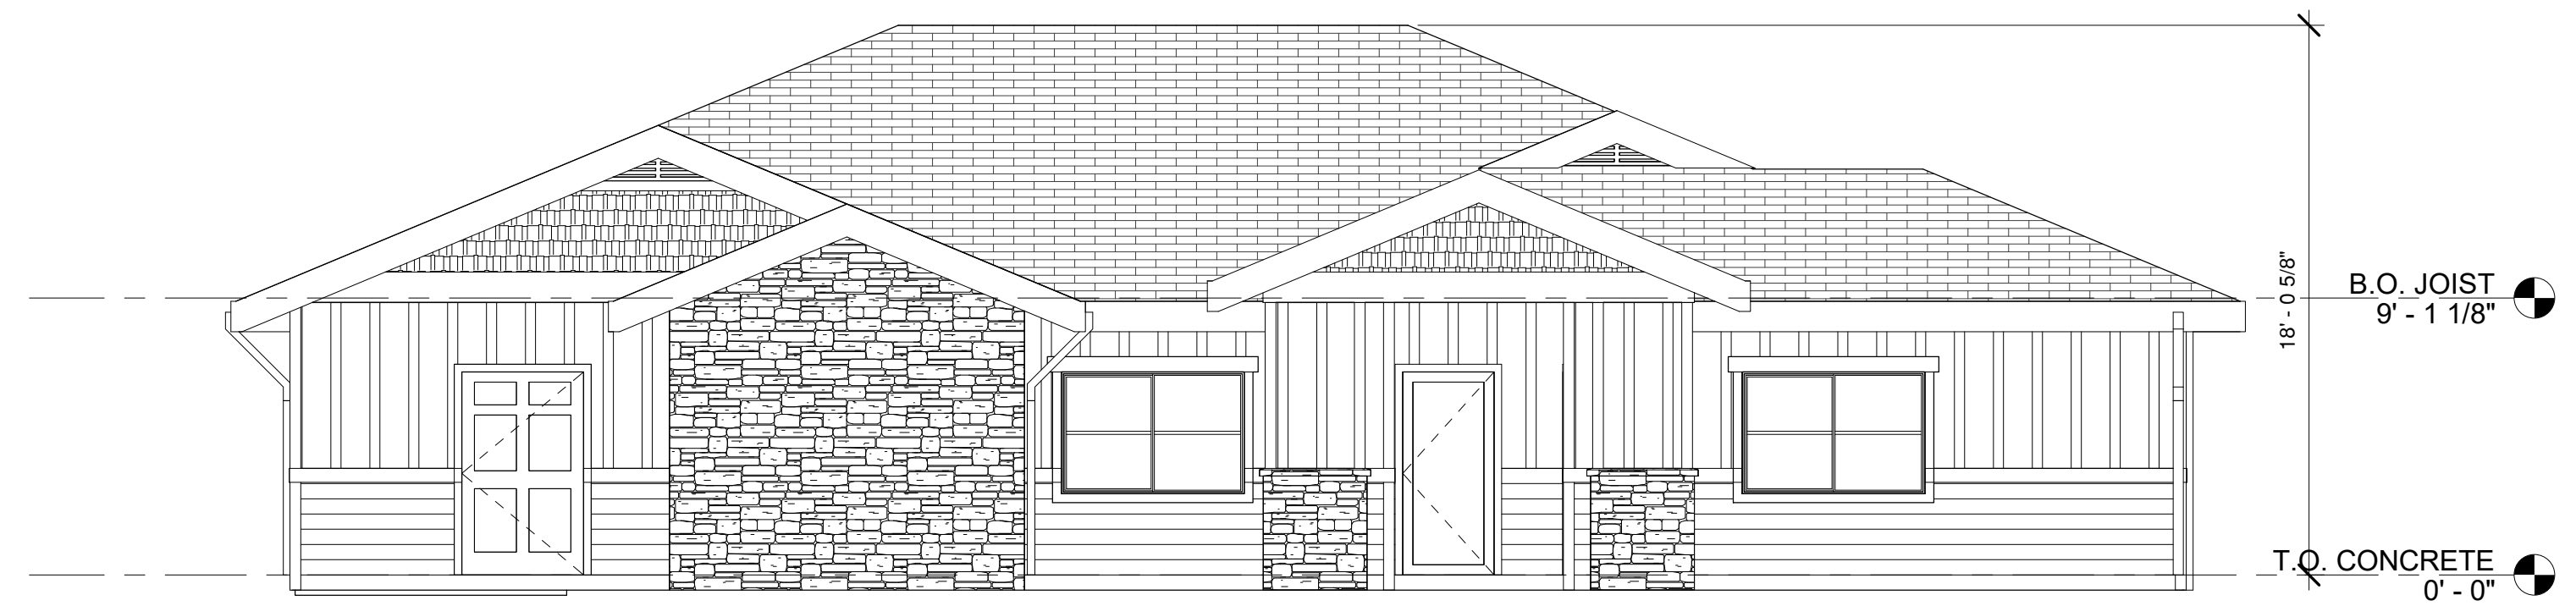 18' - 0 5/8"
B.O. JOIST
9' - 1 1/8"
T.O. CONCRETE
0' - 0"